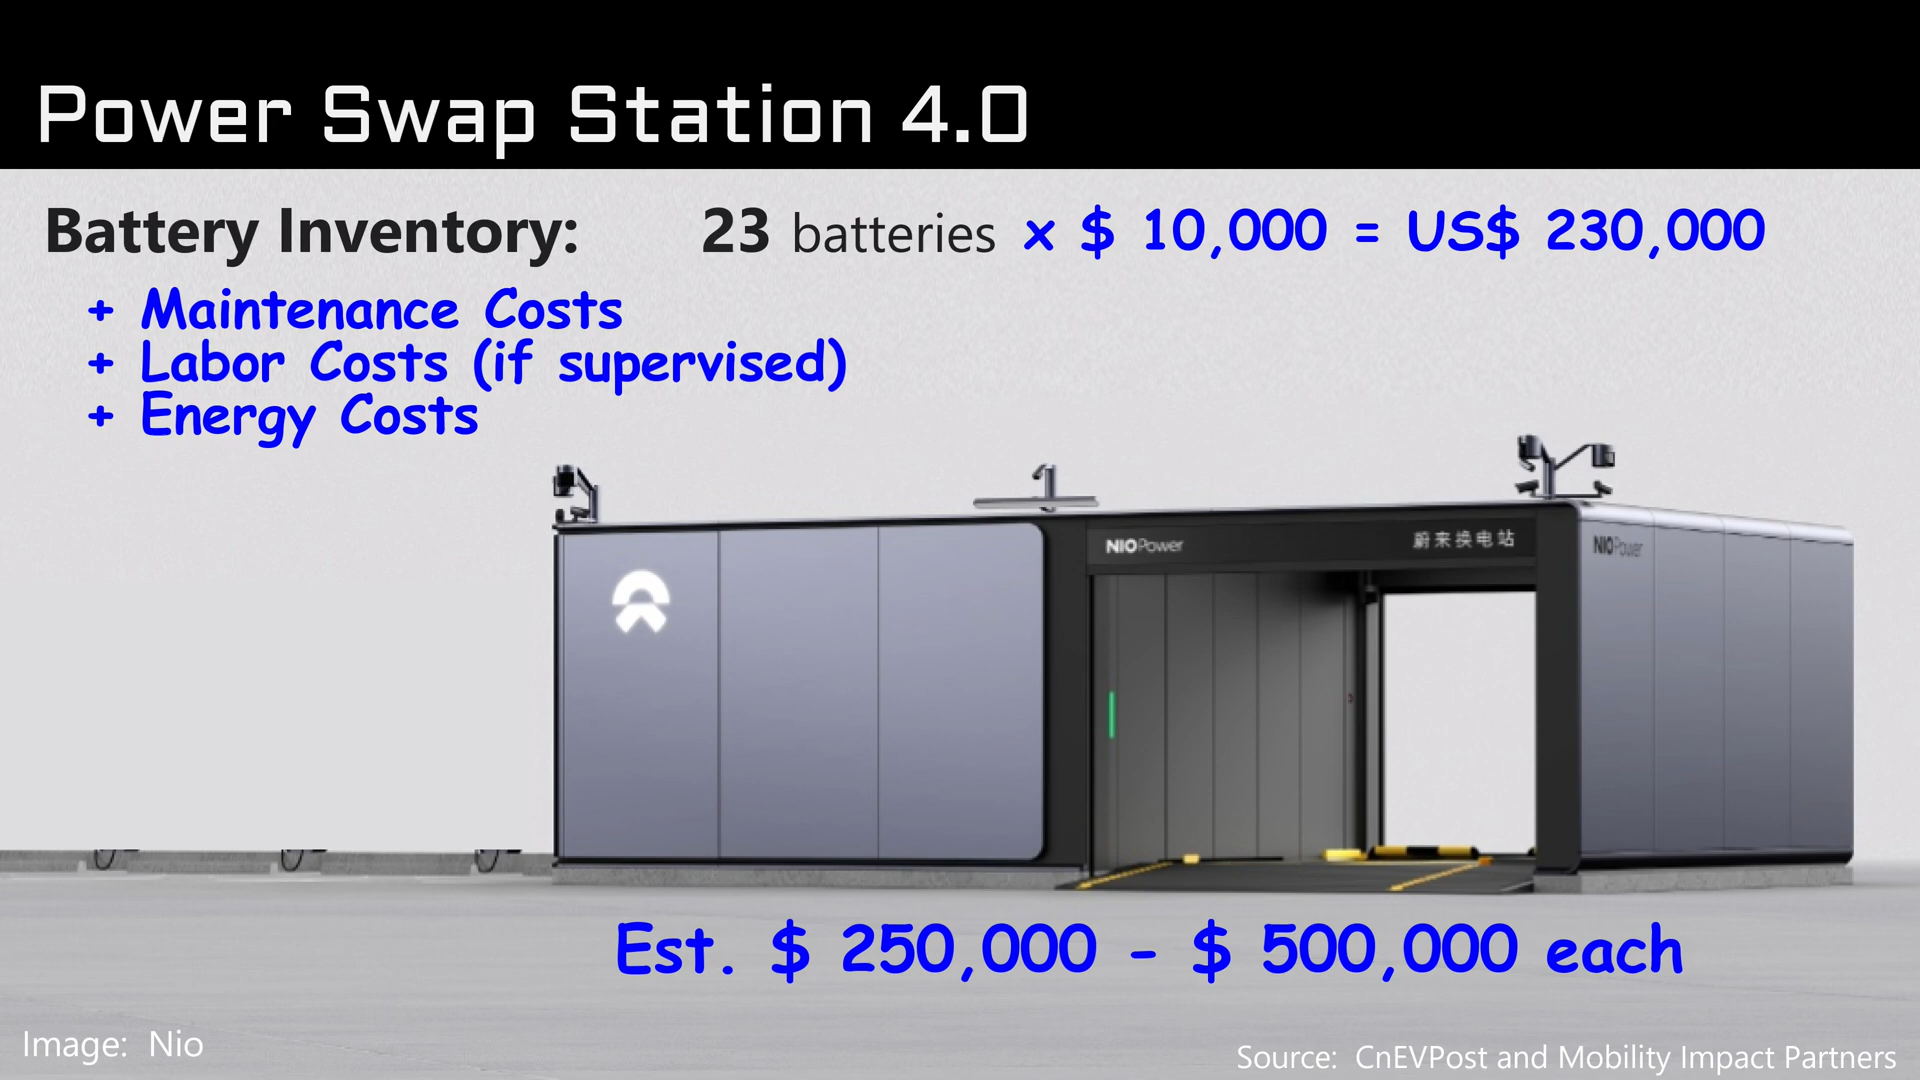 Power Swap Station 4.0
Battery Inventory: 23 batteries x $ 10,000 = US$ 230,000
+ Maintenance Costs
+ Labor Costs (if supervised)
+ Energy Costs
NIO Power 蔚来换电站 NIO Power
Est. $ 250,000 - $ 500,000 each
Image: Nio
Source: CnEVPost and Mobility Impact Partners